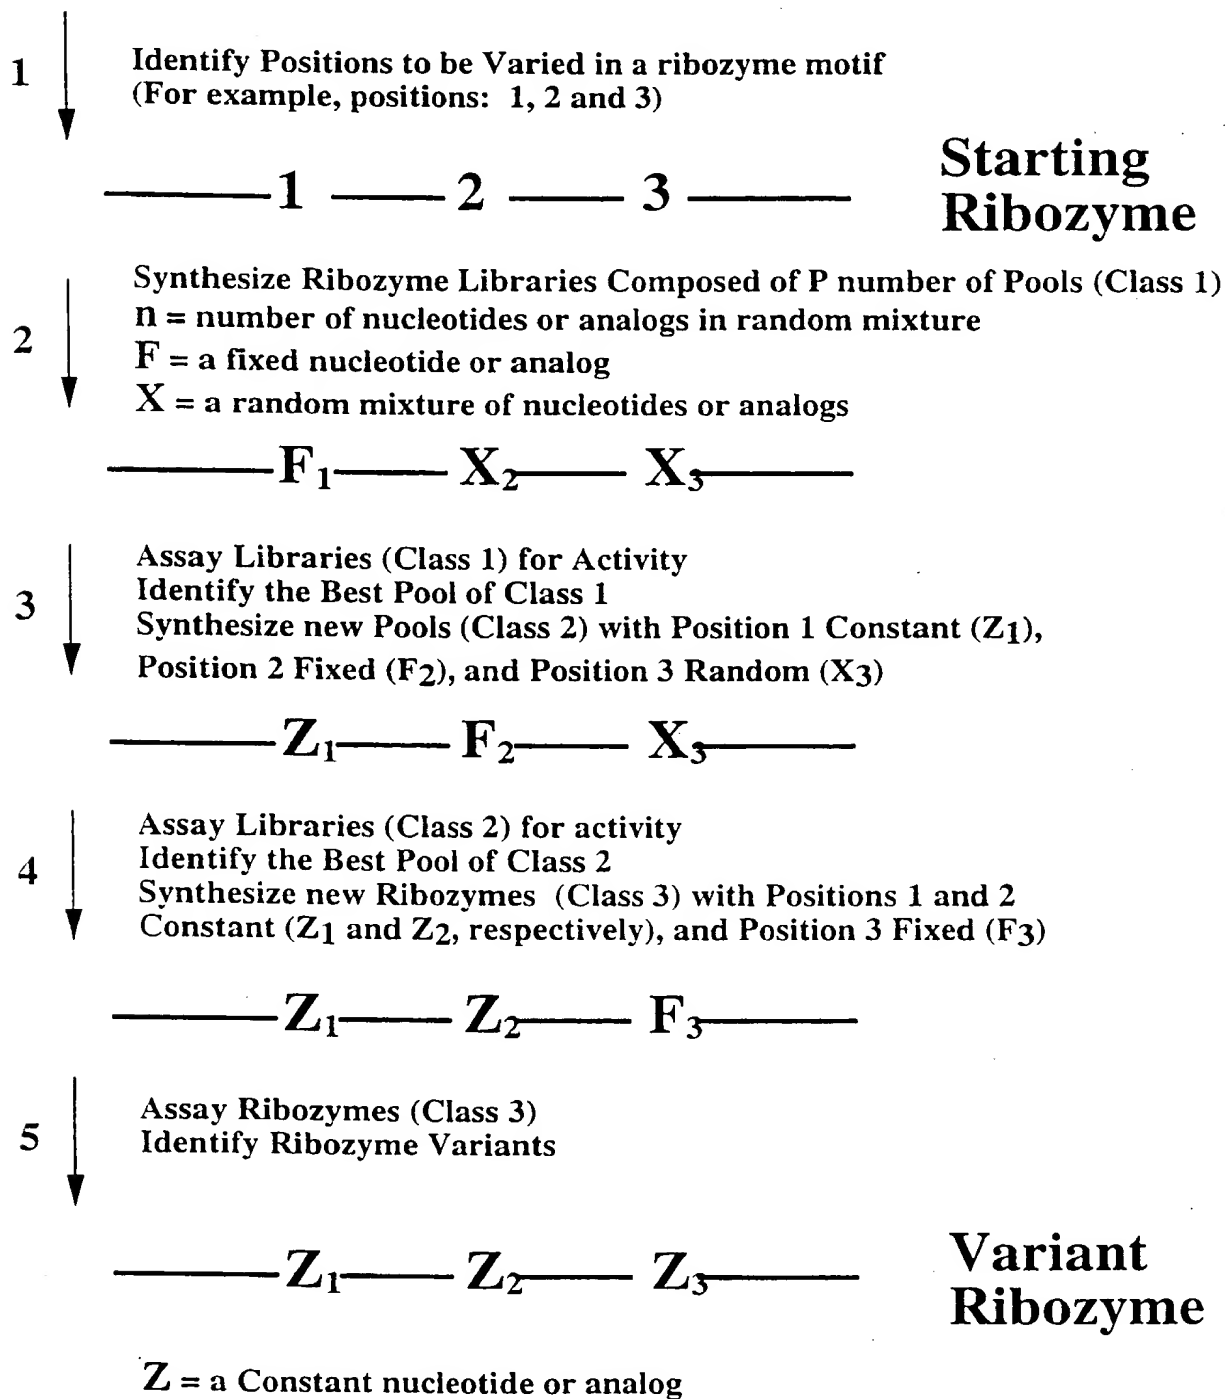 1
Identify Positions to be Varied in a ribozyme motif
(For example, positions: 1, 2 and 3)
1 2 3
Starting
Ribozyme
2
Synthesize Ribozyme Libraries Composed of P number of Pools (Class 1)
n = number of nucleotides or analogs in random mixture
F = a fixed nucleotide or analog
X = a random mixture of nucleotides or analogs
F1 X2 X3
3
Assay Libraries (Class 1) for Activity
Identify the Best Pool of Class 1
Synthesize new Pools (Class 2) with Position 1 Constant (Z1),
Position 2 Fixed (F2), and Position 3 Random (X3)
Z1 F2 X3
4
Assay Libraries (Class 2) for activity
Identify the Best Pool of Class 2
Synthesize new Ribozymes (Class 3) with Positions 1 and 2
Constant (Z1 and Z2, respectively), and Position 3 Fixed (F3)
Z1 Z2 F3
5
Assay Ribozymes (Class 3)
Identify Ribozyme Variants
Z1 Z2 Z3
Variant
Ribozyme
Z = a Constant nucleotide or analog